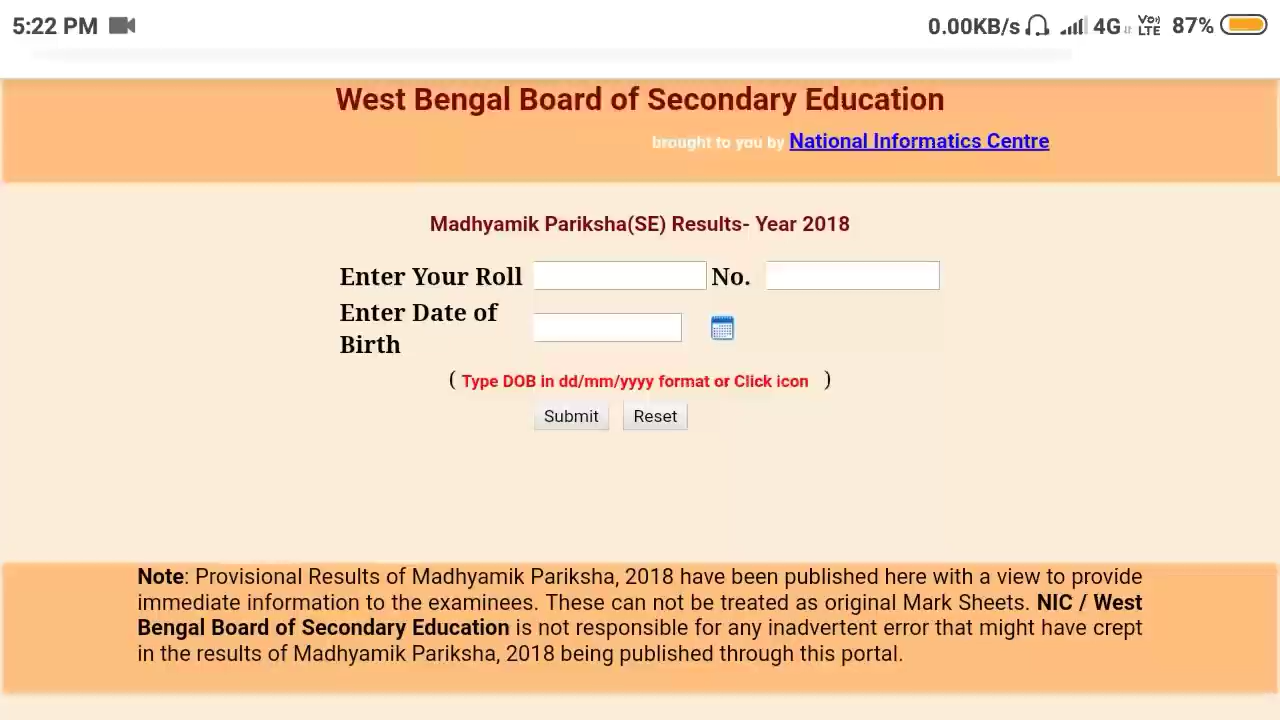 5:22 PM 0.00KB/s 4G Vo) LTE 87%
West Bengal Board of Secondary Education
brought to you by National Informatics Centre
Madhyamik Pariksha(SE) Results- Year 2018
Enter Your Roll No.
Enter Date of
Birth
( Type DOB in dd/mm/yyyy format or Click icon )
Submit Reset
Note: Provisional Results of Madhyamik Pariksha, 2018 have been published here with a view to provide
immediate information to the examinees. These can not be treated as original Mark Sheets. NIC / West
Bengal Board of Secondary Education is not responsible for any inadvertent error that might have crept
in the results of Madhyamik Pariksha, 2018 being published through this portal.